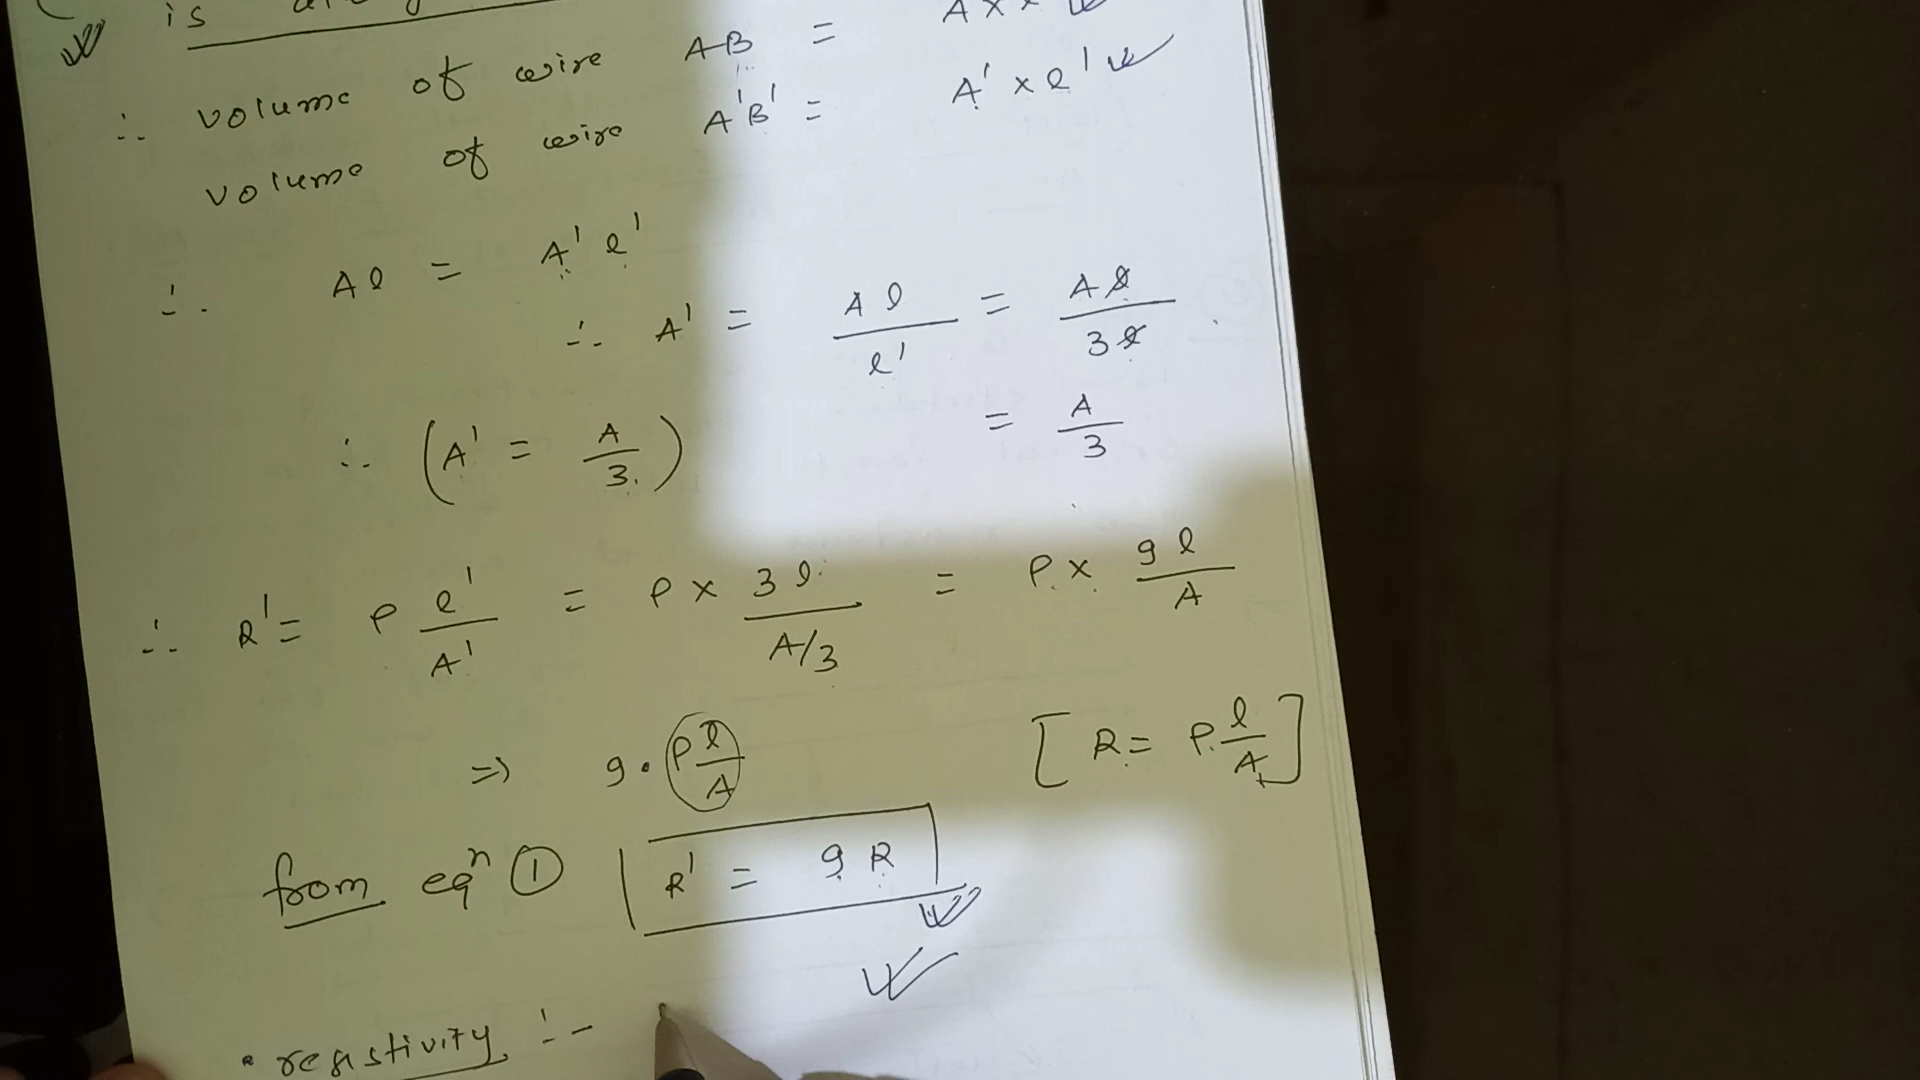 is
∴ volume of wire AB = A x
volume of wire A'B' = A' x l'
∴ Al = A' l'
∴ A' = Al / l' = Al / 3l
∴ (A' = A/3) = A/3
∴ R' = ρ l'/A' = ρ x 3l / A/3 = ρ x 9l / A
=> 9 . ρ l/A [R = ρ. l/A]
from eqⁿ ① R' = 9R
resistivity :-